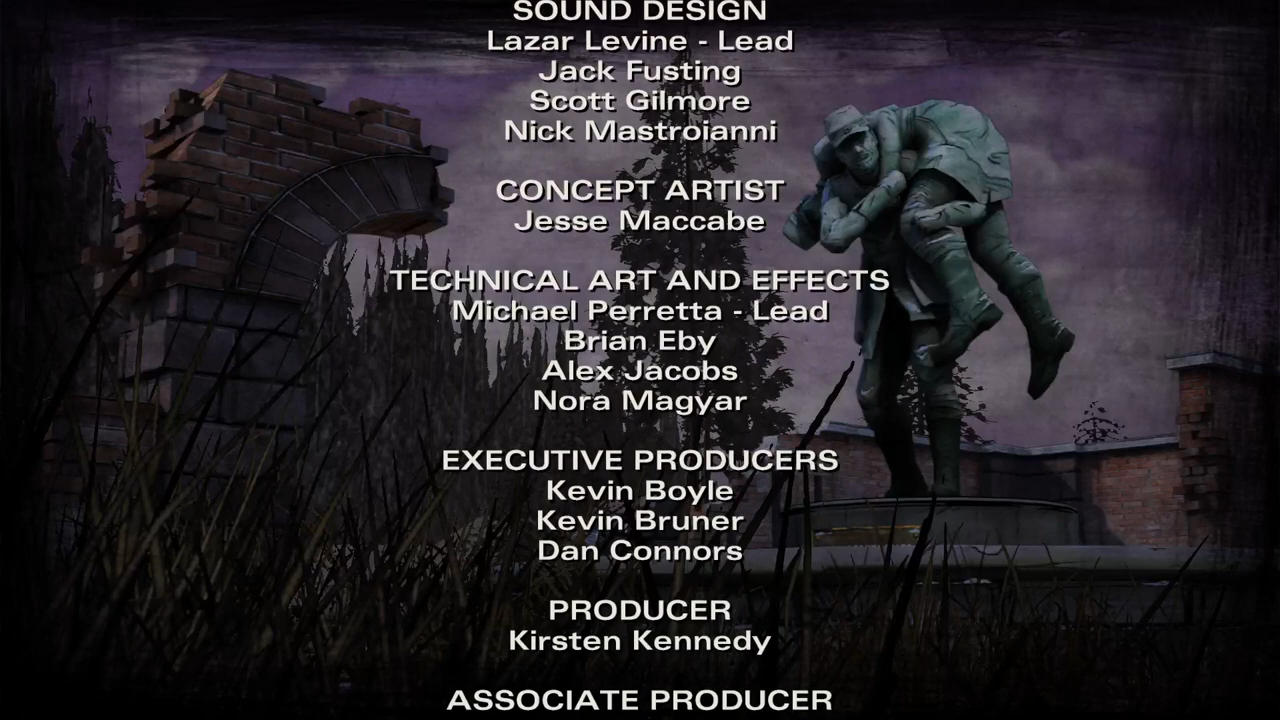 SOUND DESIGN
Lazar Levine - Lead
Jack Fusting
Scott Gilmore
Nick Mastroianni
CONCEPT ARTIST
Jesse Maccabe
TECHNICAL ART AND EFFECTS
Michael Perretta - Lead
Brian Eby
Alex Jacobs
Nora Magyar
EXECUTIVE PRODUCERS
Kevin Boyle
Kevin Bruner
Dan Connors
PRODUCER
Kirsten Kennedy
ASSOCIATE PRODUCER